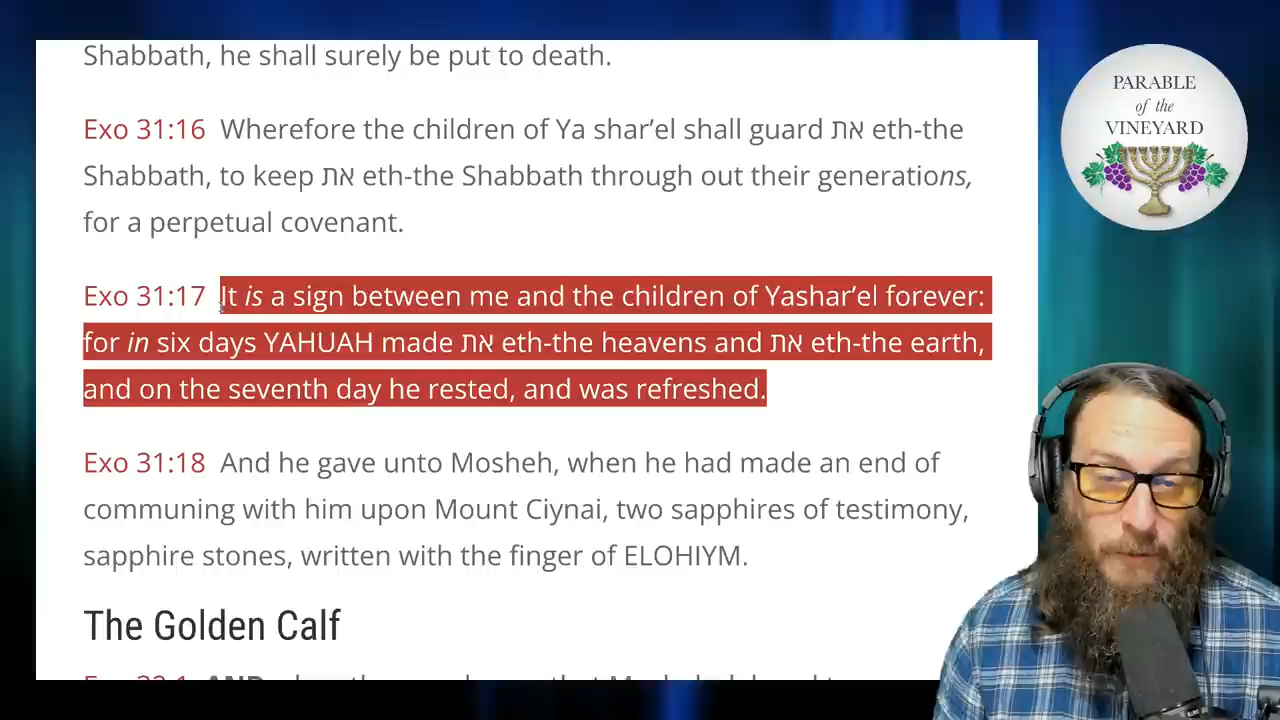 Shabbath, he shall surely be put to death.
Exo 31:16 Wherefore the children of Ya shar’el shall guard את eth-the
Shabbath, to keep את eth-the Shabbath through out their generations,
for a perpetual covenant.
Exo 31:17 It is a sign between me and the children of Yashar’el forever:
for in six days YAHUAH made את eth-the heavens and את eth-the earth,
and on the seventh day he rested, and was refreshed.
Exo 31:18 And he gave unto Mosheh, when he had made an end of
communing with him upon Mount Ciynai, two sapphires of testimony,
sapphire stones, written with the finger of ELOHIYM.
The Golden Calf
PARABLE
of the
VINEYARD